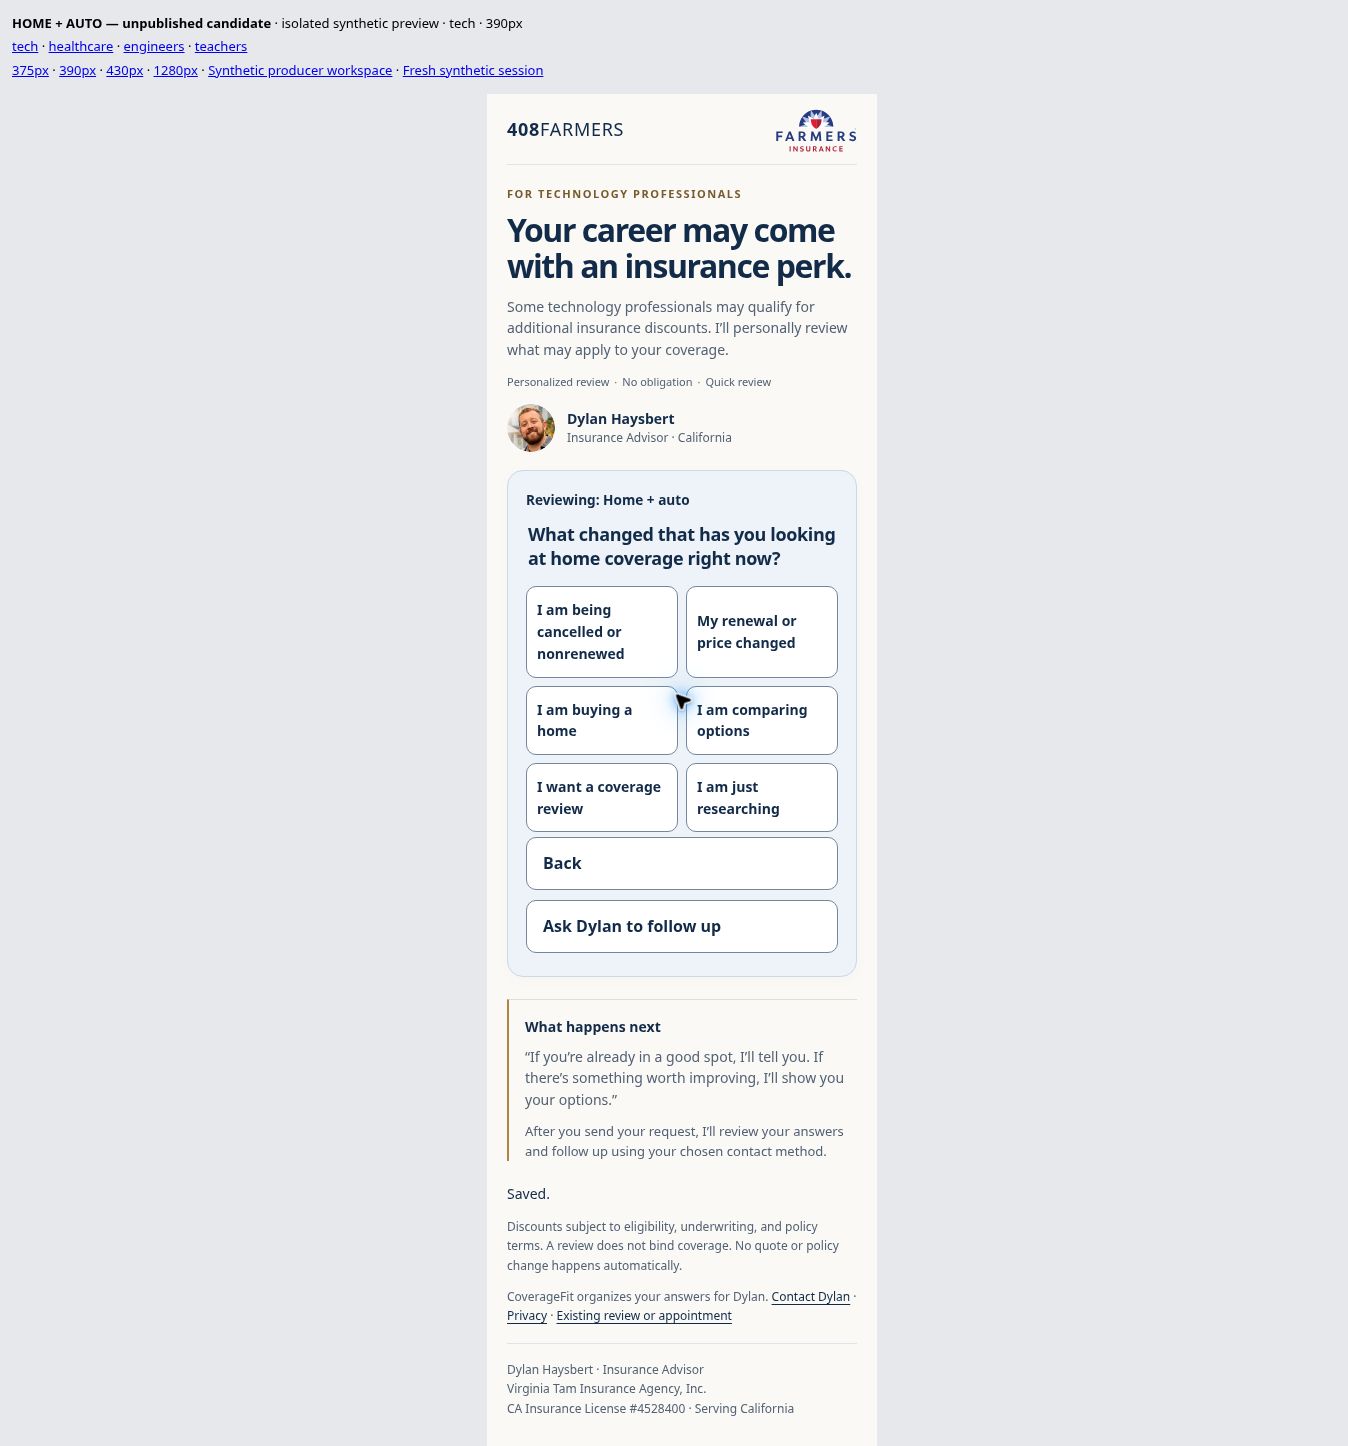 HOME + AUTO — unpublished candidate · isolated synthetic preview · tech · 390px
tech · healthcare · engineers · teachers
375px · 390px · 430px · 1280px · Synthetic producer workspace · Fresh synthetic session
408FARMERS
FARMERS
INSURANCE
FOR TECHNOLOGY PROFESSIONALS
Your career may come
with an insurance perk.
Some technology professionals may qualify for
additional insurance discounts. I’ll personally review
what may apply to your coverage.
Personalized review · No obligation · Quick review
Dylan Haysbert
Insurance Advisor · California
Reviewing: Home + auto
What changed that has you looking
at home coverage right now?
I am being
cancelled or
nonrenewed
My renewal or
price changed
I am buying a
home
I am comparing
options
I want a coverage
review
I am just
researching
Back
Ask Dylan to follow up
What happens next
“If you’re already in a good spot, I’ll tell you. If
there’s something worth improving, I’ll show you
your options.”
After you send your request, I’ll review your answers
and follow up using your chosen contact method.
Saved.
Discounts subject to eligibility, underwriting, and policy
terms. A review does not bind coverage. No quote or policy
change happens automatically.
CoverageFit organizes your answers for Dylan. Contact Dylan ·
Privacy · Existing review or appointment
Dylan Haysbert · Insurance Advisor
Virginia Tam Insurance Agency, Inc.
CA Insurance License #4528400 · Serving California